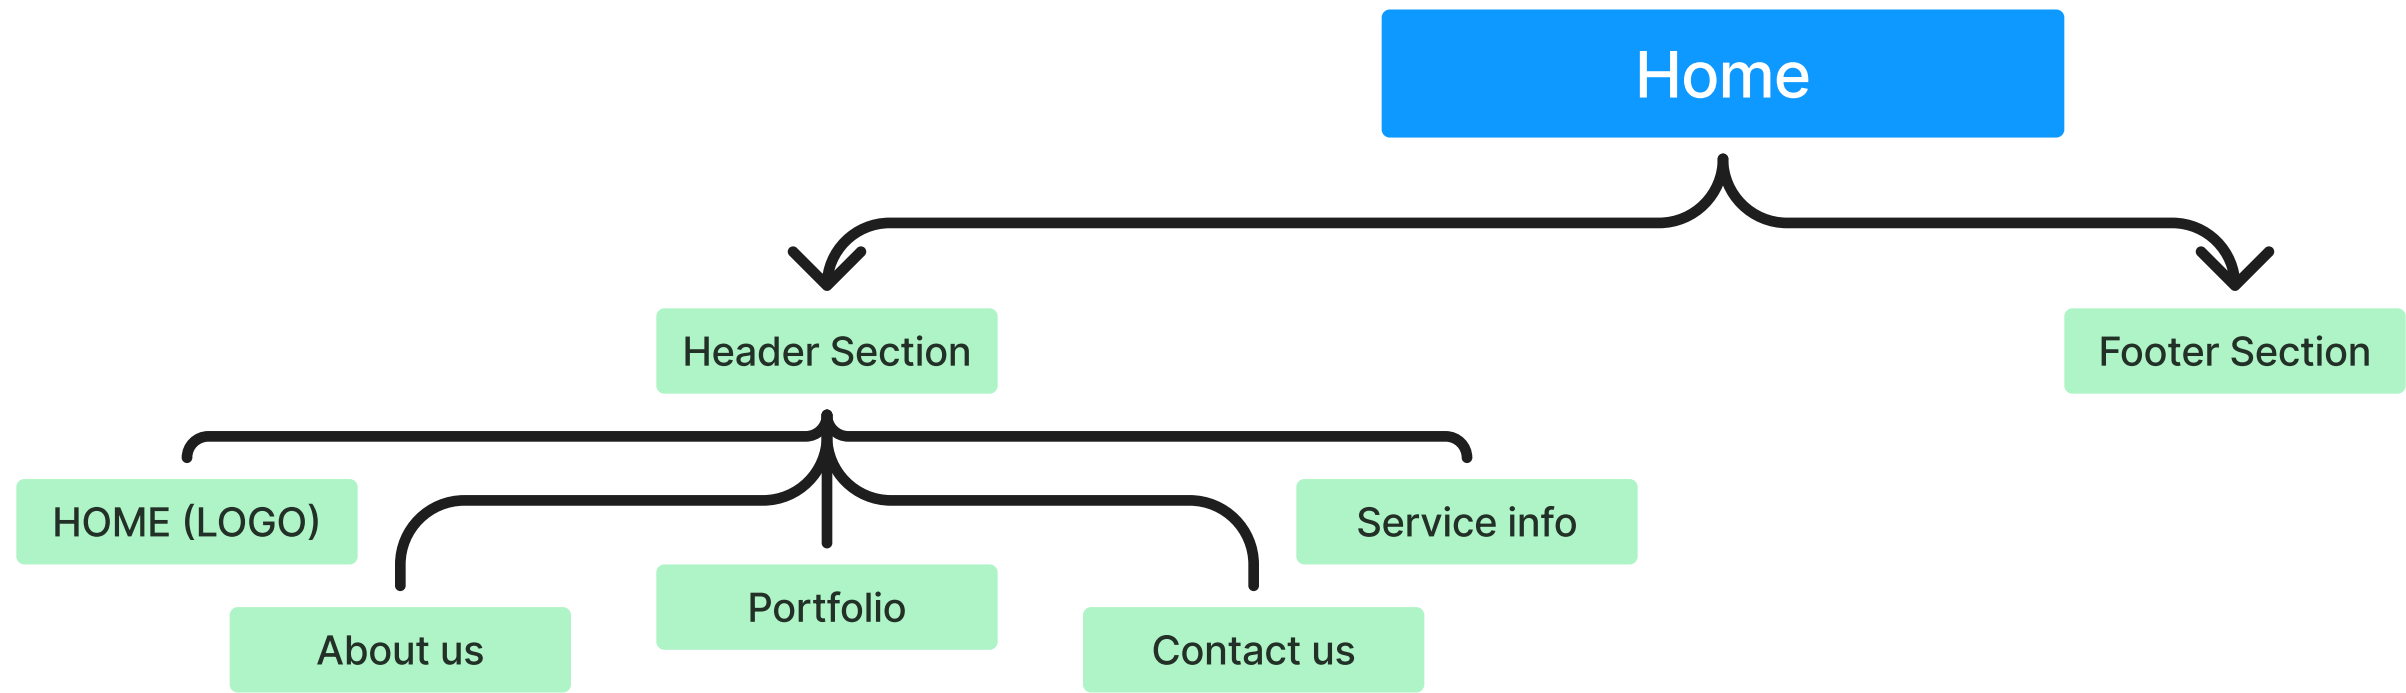 Home
Header Section
Footer Section
HOME (LOGO)
Service info
Portfolio
About us
Contact us